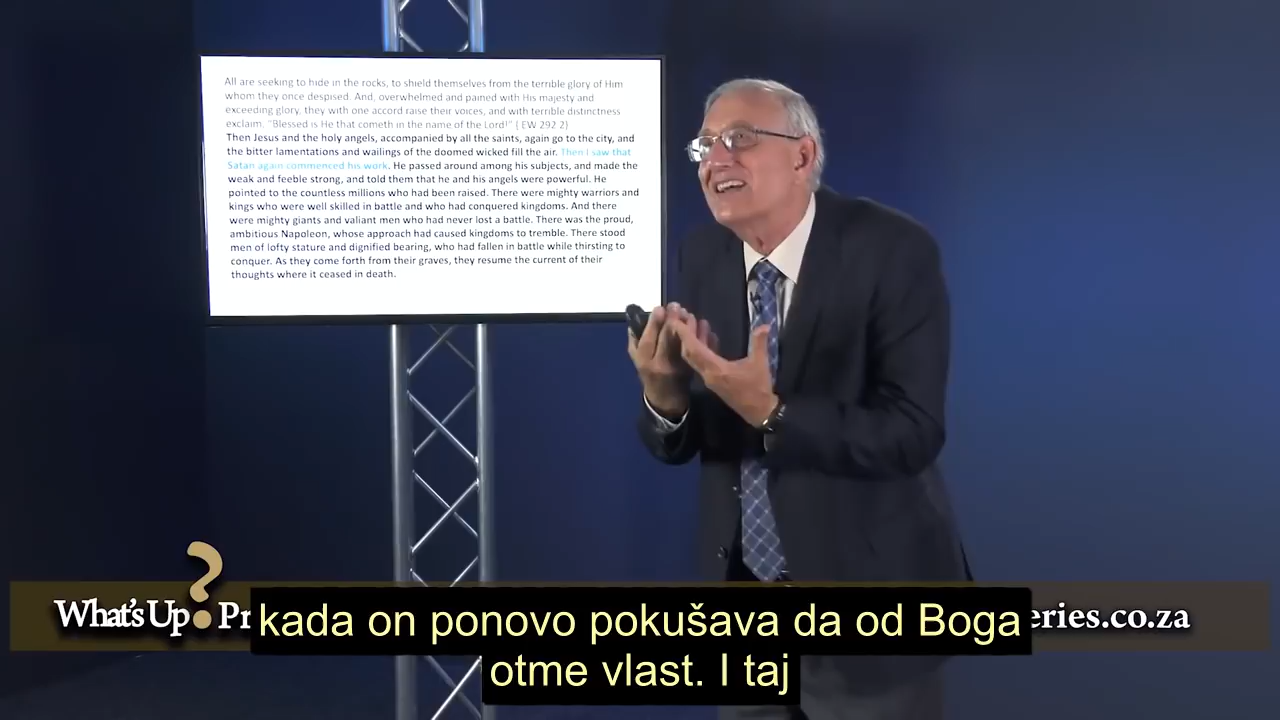 All are seeking to hide in the rocks, to shield themselves from the terrible glory of Him
whom they once despised. And, overwhelmed and pained with His majesty and
exceeding glory, they with one accord raise their voices, and with terrible distinctness
exclaim, "Blessed is He that cometh in the name of the Lord!" { EW 292 2}
Then Jesus and the holy angels, accompanied by all the saints, again go to the city, and
the bitter lamentations and wailings of the doomed wicked fill the air. Then I saw that
Satan again commenced his work. He passed around among his subjects, and made the
weak and feeble strong, and told them that he and his angels were powerful. He
pointed to the countless millions who had been raised. There were mighty warriors and
kings who were well skilled in battle and who had conquered kingdoms. And there
were mighty giants and valiant men who had never lost a battle. There was the proud,
ambitious Napoleon, whose approach had caused kingdoms to tremble. There stood
men of lofty stature and dignified bearing, who had fallen in battle while thirsting to
conquer. As they come forth from their graves, they resume the current of their
thoughts where it ceased in death.
What's Up?
kada on ponovo pokušava da od Boga
otme vlast. I taj